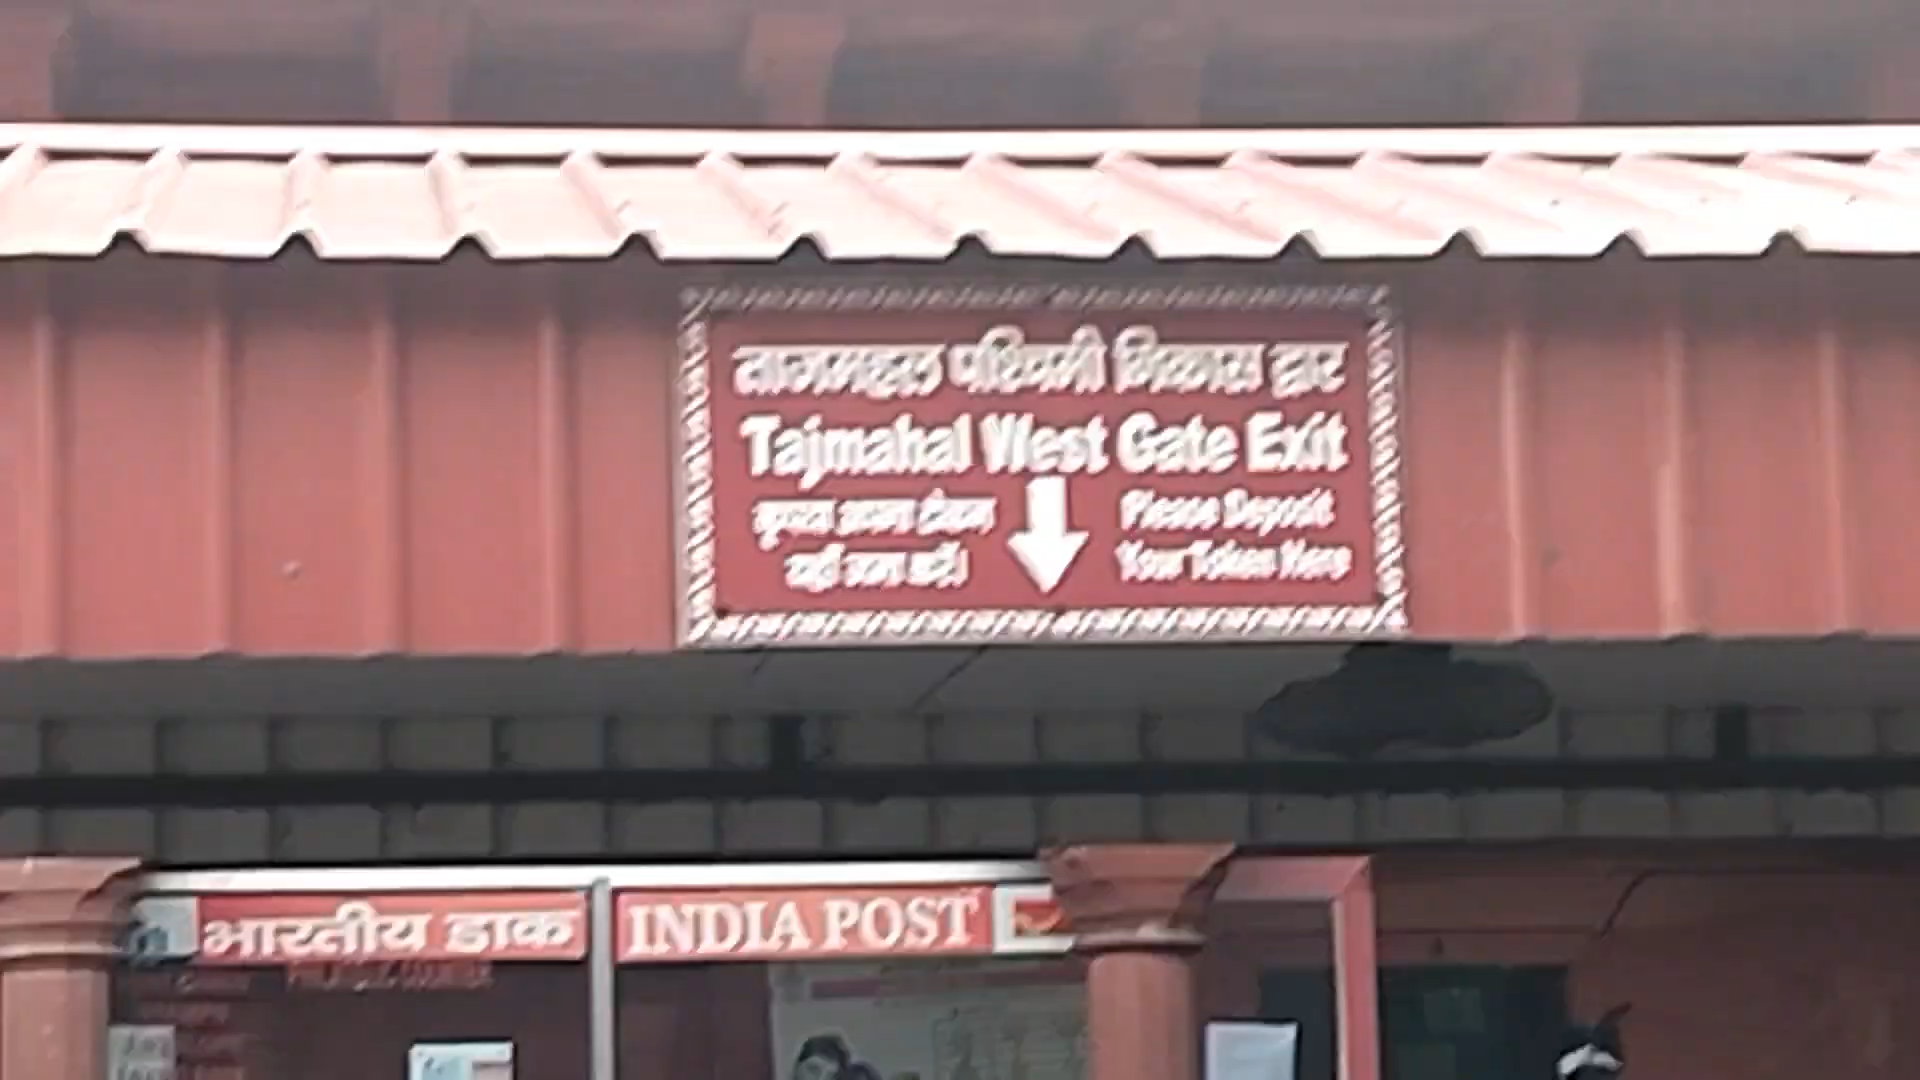 ताजमहल पश्चिमी निकास द्वार
Tajmahal West Gate Exit
कृपया अपना टोकन
यहाँ जमा करें।
Please Deposit
Your Token Here
भारतीय डाक
INDIA POST